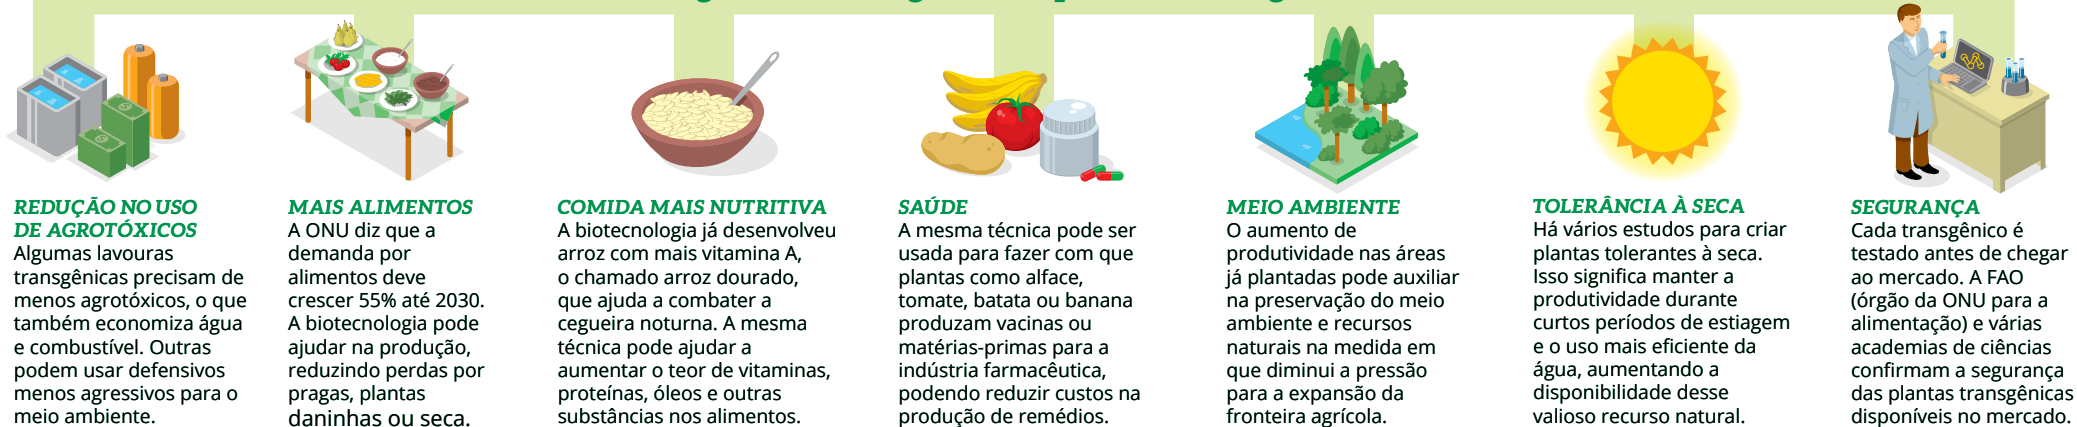 REDUÇÃO NO USO
DE AGROTÓXICOS
Algumas lavouras
transgênicas precisam de
menos agrotóxicos, o que
também economiza água
e combustível. Outras
podem usar defensivos
menos agressivos para o
meio ambiente.
MAIS ALIMENTOS
A ONU diz que a
demanda por
alimentos deve
crescer 55% até 2030.
A biotecnologia pode
ajudar na produção,
reduzindo perdas por
pragas, plantas
daninhas ou seca.
COMIDA MAIS NUTRITIVA
A biotecnologia já desenvolveu
arroz com mais vitamina A,
o chamado arroz dourado,
que ajuda a combater a
cegueira noturna. A mesma
técnica pode ajudar a
aumentar o teor de vitaminas,
proteínas, óleos e outras
substâncias nos alimentos.
SAÚDE
A mesma técnica pode ser
usada para fazer com que
plantas como alface,
tomate, batata ou banana
produzam vacinas ou
matérias-primas para a
indústria farmacêutica,
podendo reduzir custos na
produção de remédios.
MEIO AMBIENTE
O aumento de
produtividade nas áreas
já plantadas pode auxiliar
na preservação do meio
ambiente e recursos
naturais na medida em
que diminui a pressão
para a expansão da
fronteira agrícola.
TOLERÂNCIA À SECA
Há vários estudos para criar
plantas tolerantes à seca.
Isso significa manter a
produtividade durante
curtos períodos de estiagem
e o uso mais eficiente da
água, aumentando a
disponibilidade desse
valioso recurso natural.
SEGURANÇA
Cada transgênico é
testado antes de chegar
ao mercado. A FAO
(órgão da ONU para a
alimentação) e várias
academias de ciências
confirmam a segurança
das plantas transgênicas
disponíveis no mercado.